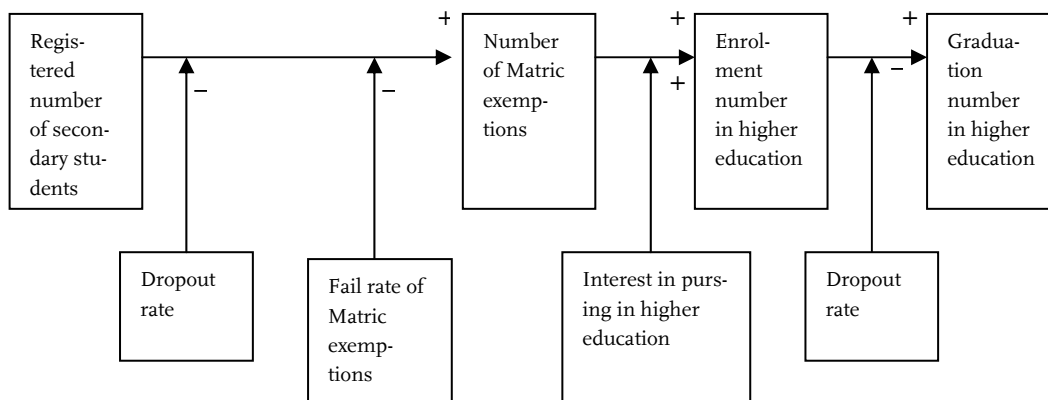 Regis-
tered
number
of secon-
dary stu-
dents
+
−
−
Number
of Matric
exemp-
tions
+
+
Enrol-
ment
number
in higher
education
+
−
Gradua-
tion
number
in higher
education
Dropout
rate
Fail rate of
Matric
exemp-
tions
Interest in purs-
ing in higher
education
Dropout
rate